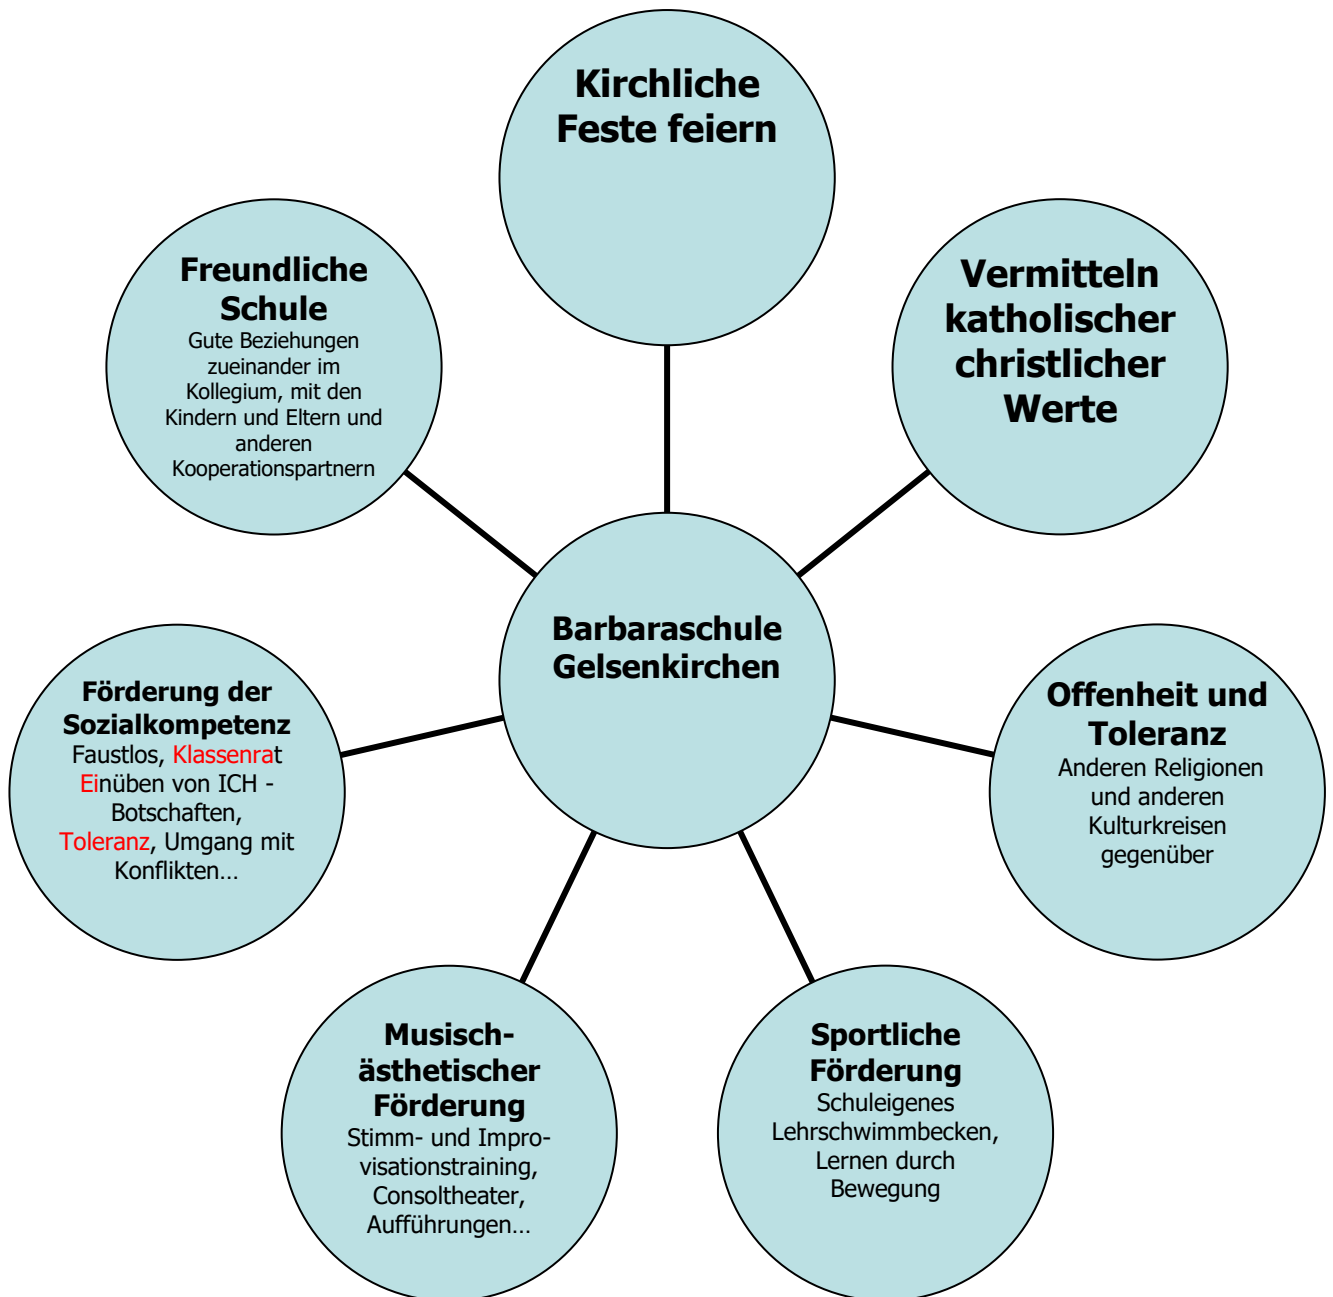 Kirchliche
Feste feiern
Freundliche
Schule
Gute Beziehungen
zueinander im
Kollegium, mit den
Kindern und Eltern und
anderen
Kooperationspartnern
Vermitteln
katholischer
christlicher
Werte
Barbaraschule
Gelsenkirchen
Förderung der
Sozialkompetenz
Faustlos, Klassenrat
Einüben von ICH -
Botschaften,
Toleranz, Umgang mit
Konflikten…
Offenheit und
Toleranz
Anderen Religionen
und anderen
Kulturkreisen
gegenüber
Musisch-
ästhetischer
Förderung
Stimm- und Impro-
visationstraining,
Consoltheater,
Aufführungen…
Sportliche
Förderung
Schuleigenes
Lehrschwimmbecken,
Lernen durch
Bewegung